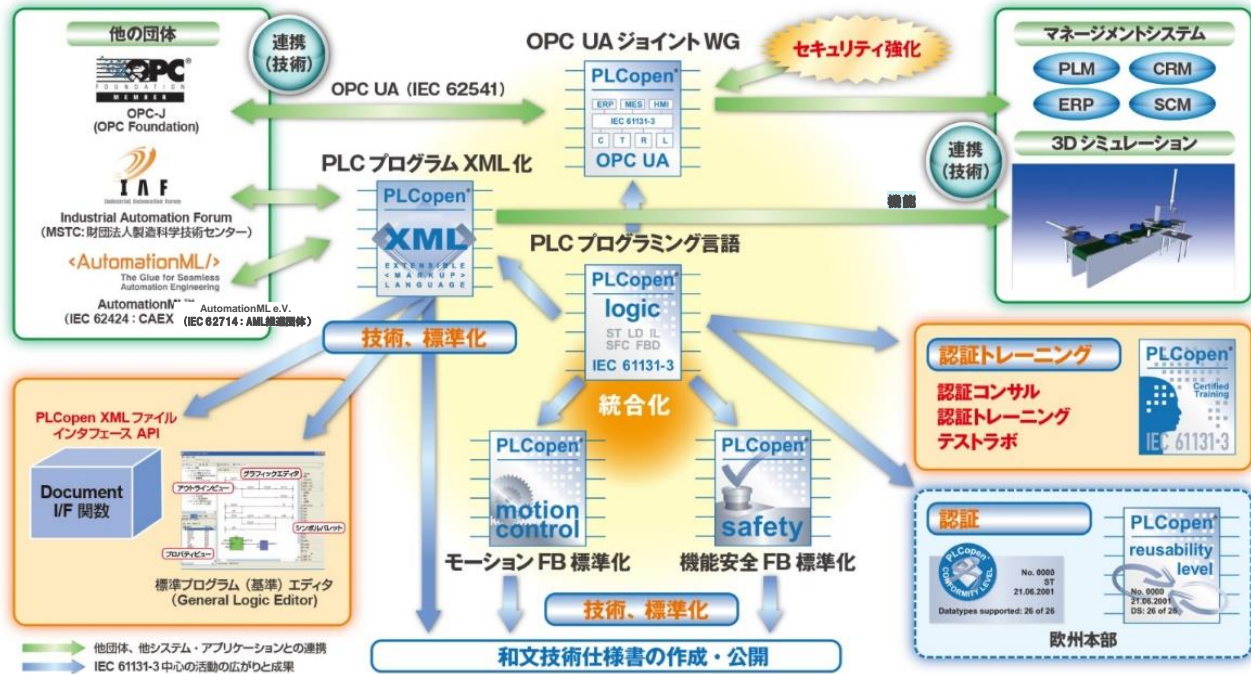 他の団体
OPC
FOUNDATION
MEMBER
OPC-J
(OPC Foundation)
IAF
Industrial Automation Forum
Industrial Automation Forum
(MSTC:財団法人製造科学技術センター)
<AutomationML/>
The Glue for Seamless
Automation Engineering
AutomationML e.V.
(IEC 62424:CAEX
(IEC 62714:AML推進団体)
連携
(技術)
OPC UA (IEC 62541)
OPC UA ジョイント WG
PLCopen
ERP MES HMI
IEC 61131-3
C T R L
OPC UA
セキュリティ強化
マネージメントシステム
PLM
CRM
ERP
SCM
3D シミュレーション
連携
(技術)
機能
PLC プログラム XML 化
PLCopen
XML
EXTENSIBLE
<MARKUP>
LANGUAGE
PLC プログラミング言語
PLCopen
logic
ST LD IL
SFC FBD
IEC 61131-3
統合化
技術、標準化
PLCopen XML ファイル
インタフェース API
Document
I/F 関数
グラフィックエディタ
アウトラインビュー
シンボルパレット
プロパティビュー
標準プログラム(基準)エディタ
(General Logic Editor)
PLCopen
motion
control
モーション FB 標準化
PLCopen
safety
機能安全 FB 標準化
技術、標準化
和文技術仕様書の作成・公開
認証トレーニング
認証コンサル
認証トレーニング
テストラボ
PLCopen
Certified
Training
IEC 61131-3
認証
PLCopen
CONFORMITY LEVEL
No. 0000
ST
21.06.2001
Datatypes supported: 26 of 26
PLCopen
reusability
level
No. 0000
21.06.2001
DS: 26 of 26
欧州本部
他団体、他システム・アプリケーションとの連携
IEC 61131-3 中心の活動の広がりと成果